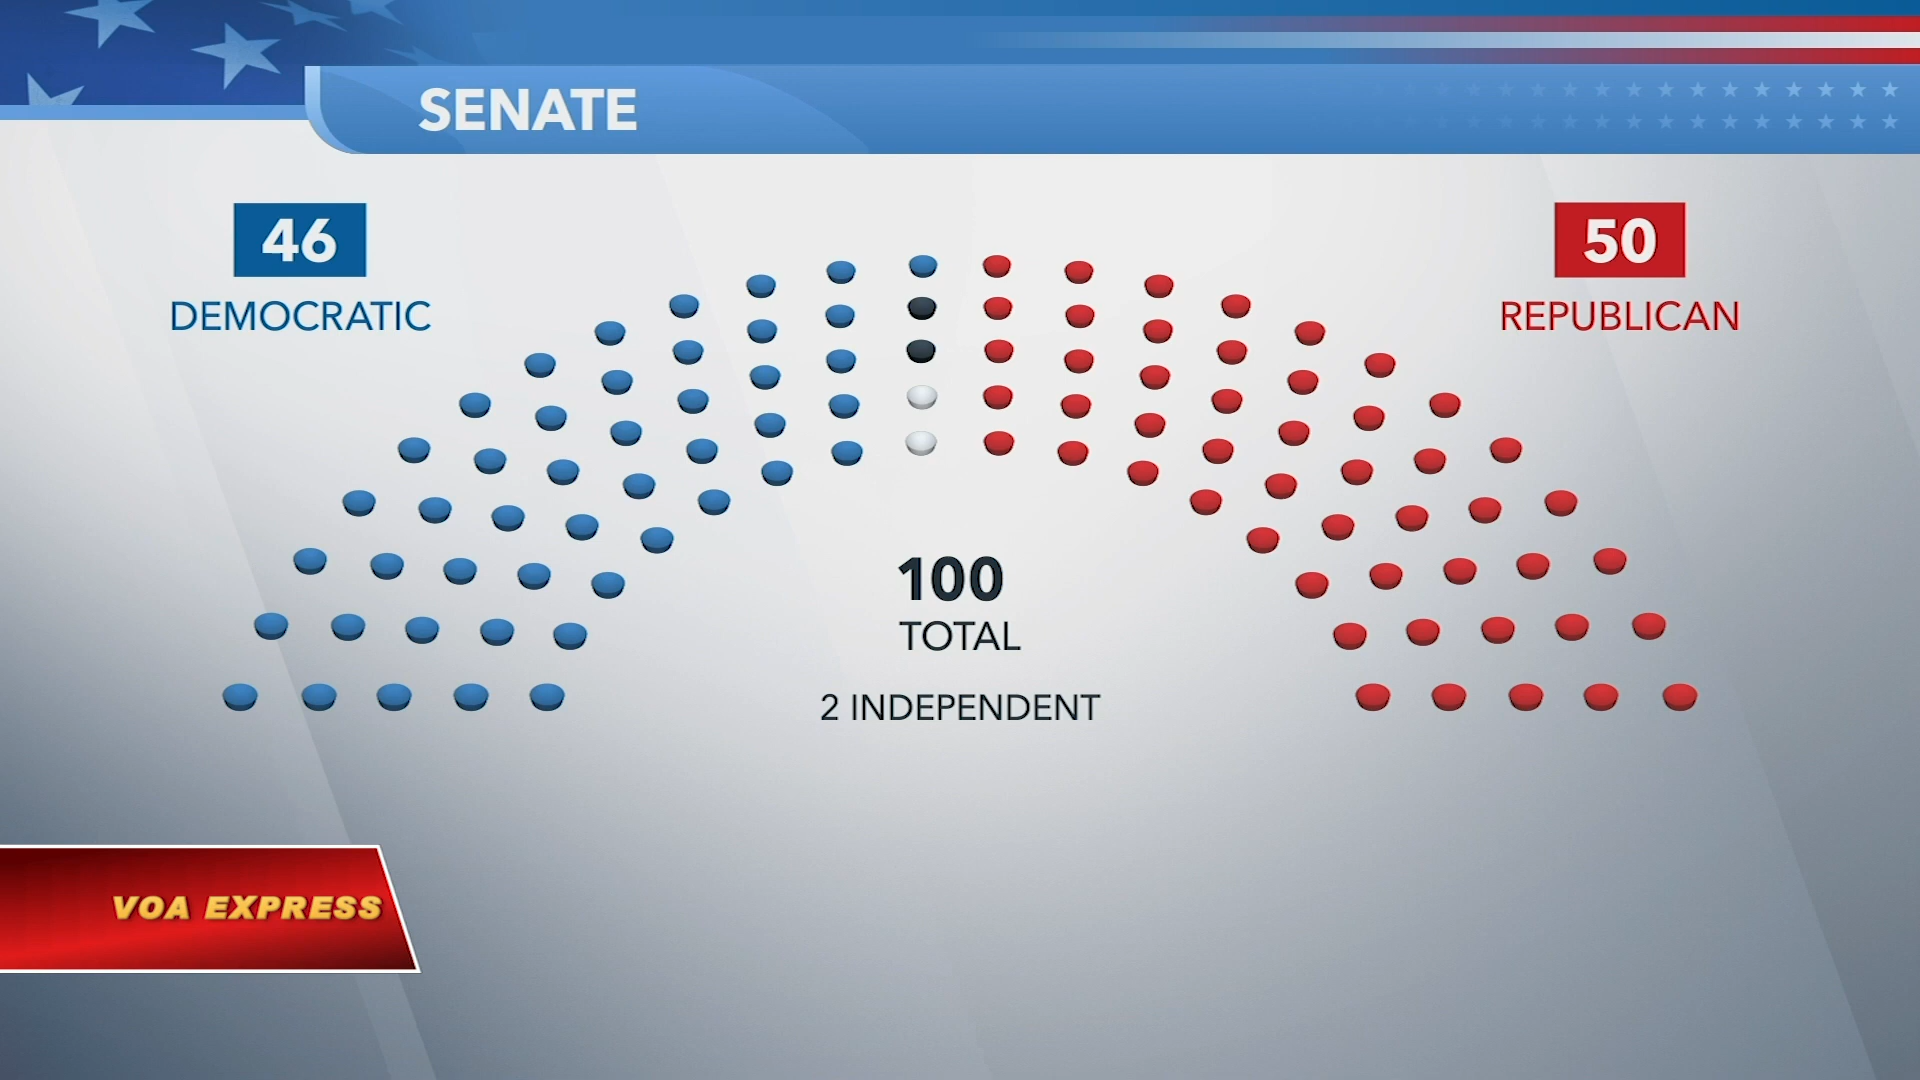 SENATE
46
DEMOCRATIC
50
REPUBLICAN
100
TOTAL
2 INDEPENDENT
VOA EXPRESS